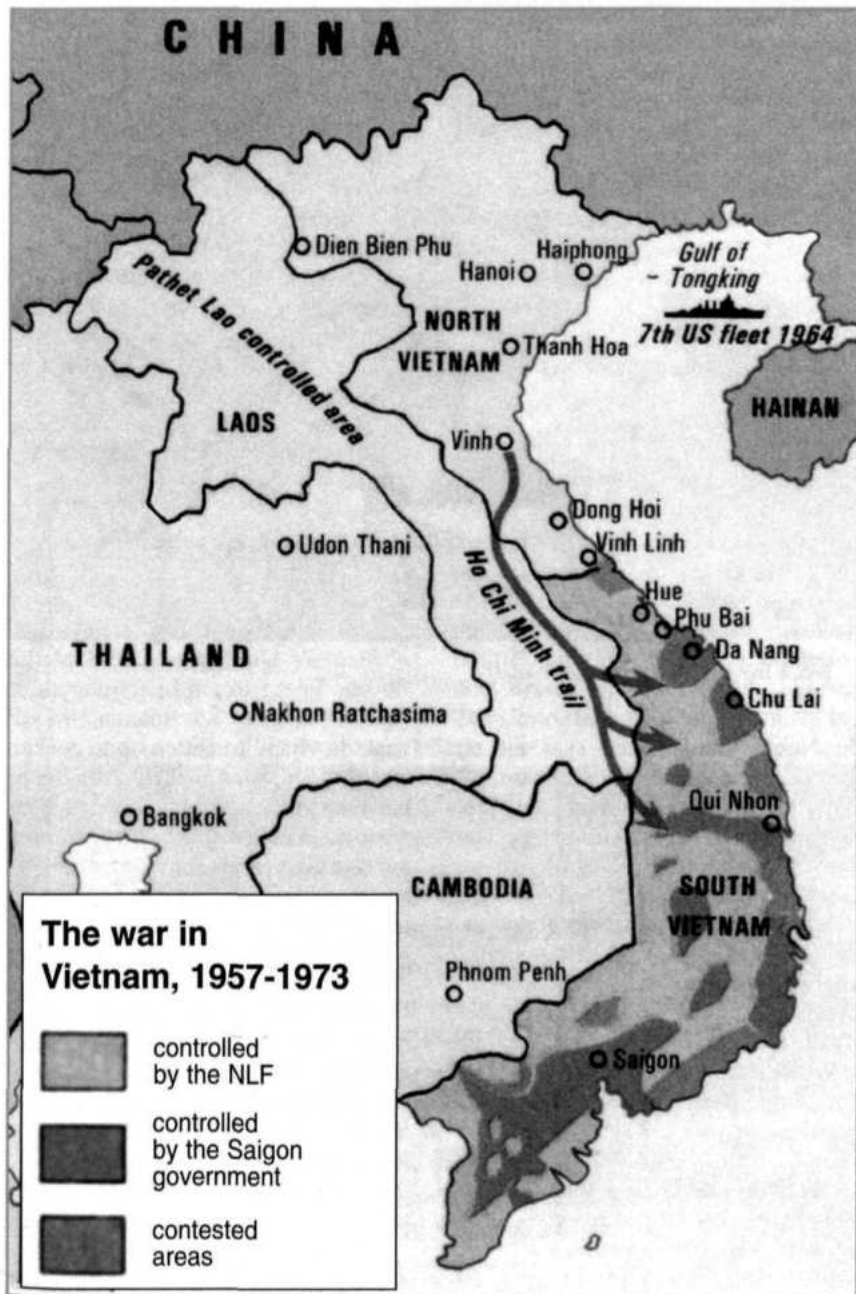 CHINA
Dien Bien Phu
Haiphong
Hanoi
Gulf of
Tongking
7th US fleet 1964
NORTH
VIETNAM
Thanh Hoa
Pathet Lao controlled area
LAOS
HAINAN
Vinh
Dong Hoi
Vinh Linh
Udon Thani
Ho Chi Minh trail
Hue
Phu Bai
Da Nang
THAILAND
Chu Lai
Nakhon Ratchasima
Qui Nhon
Bangkok
CAMBODIA
SOUTH
VIETNAM
Phnom Penh
Saigon
The war in
Vietnam, 1957-1973
controlled
by the NLF
controlled
by the Saigon
government
contested
areas